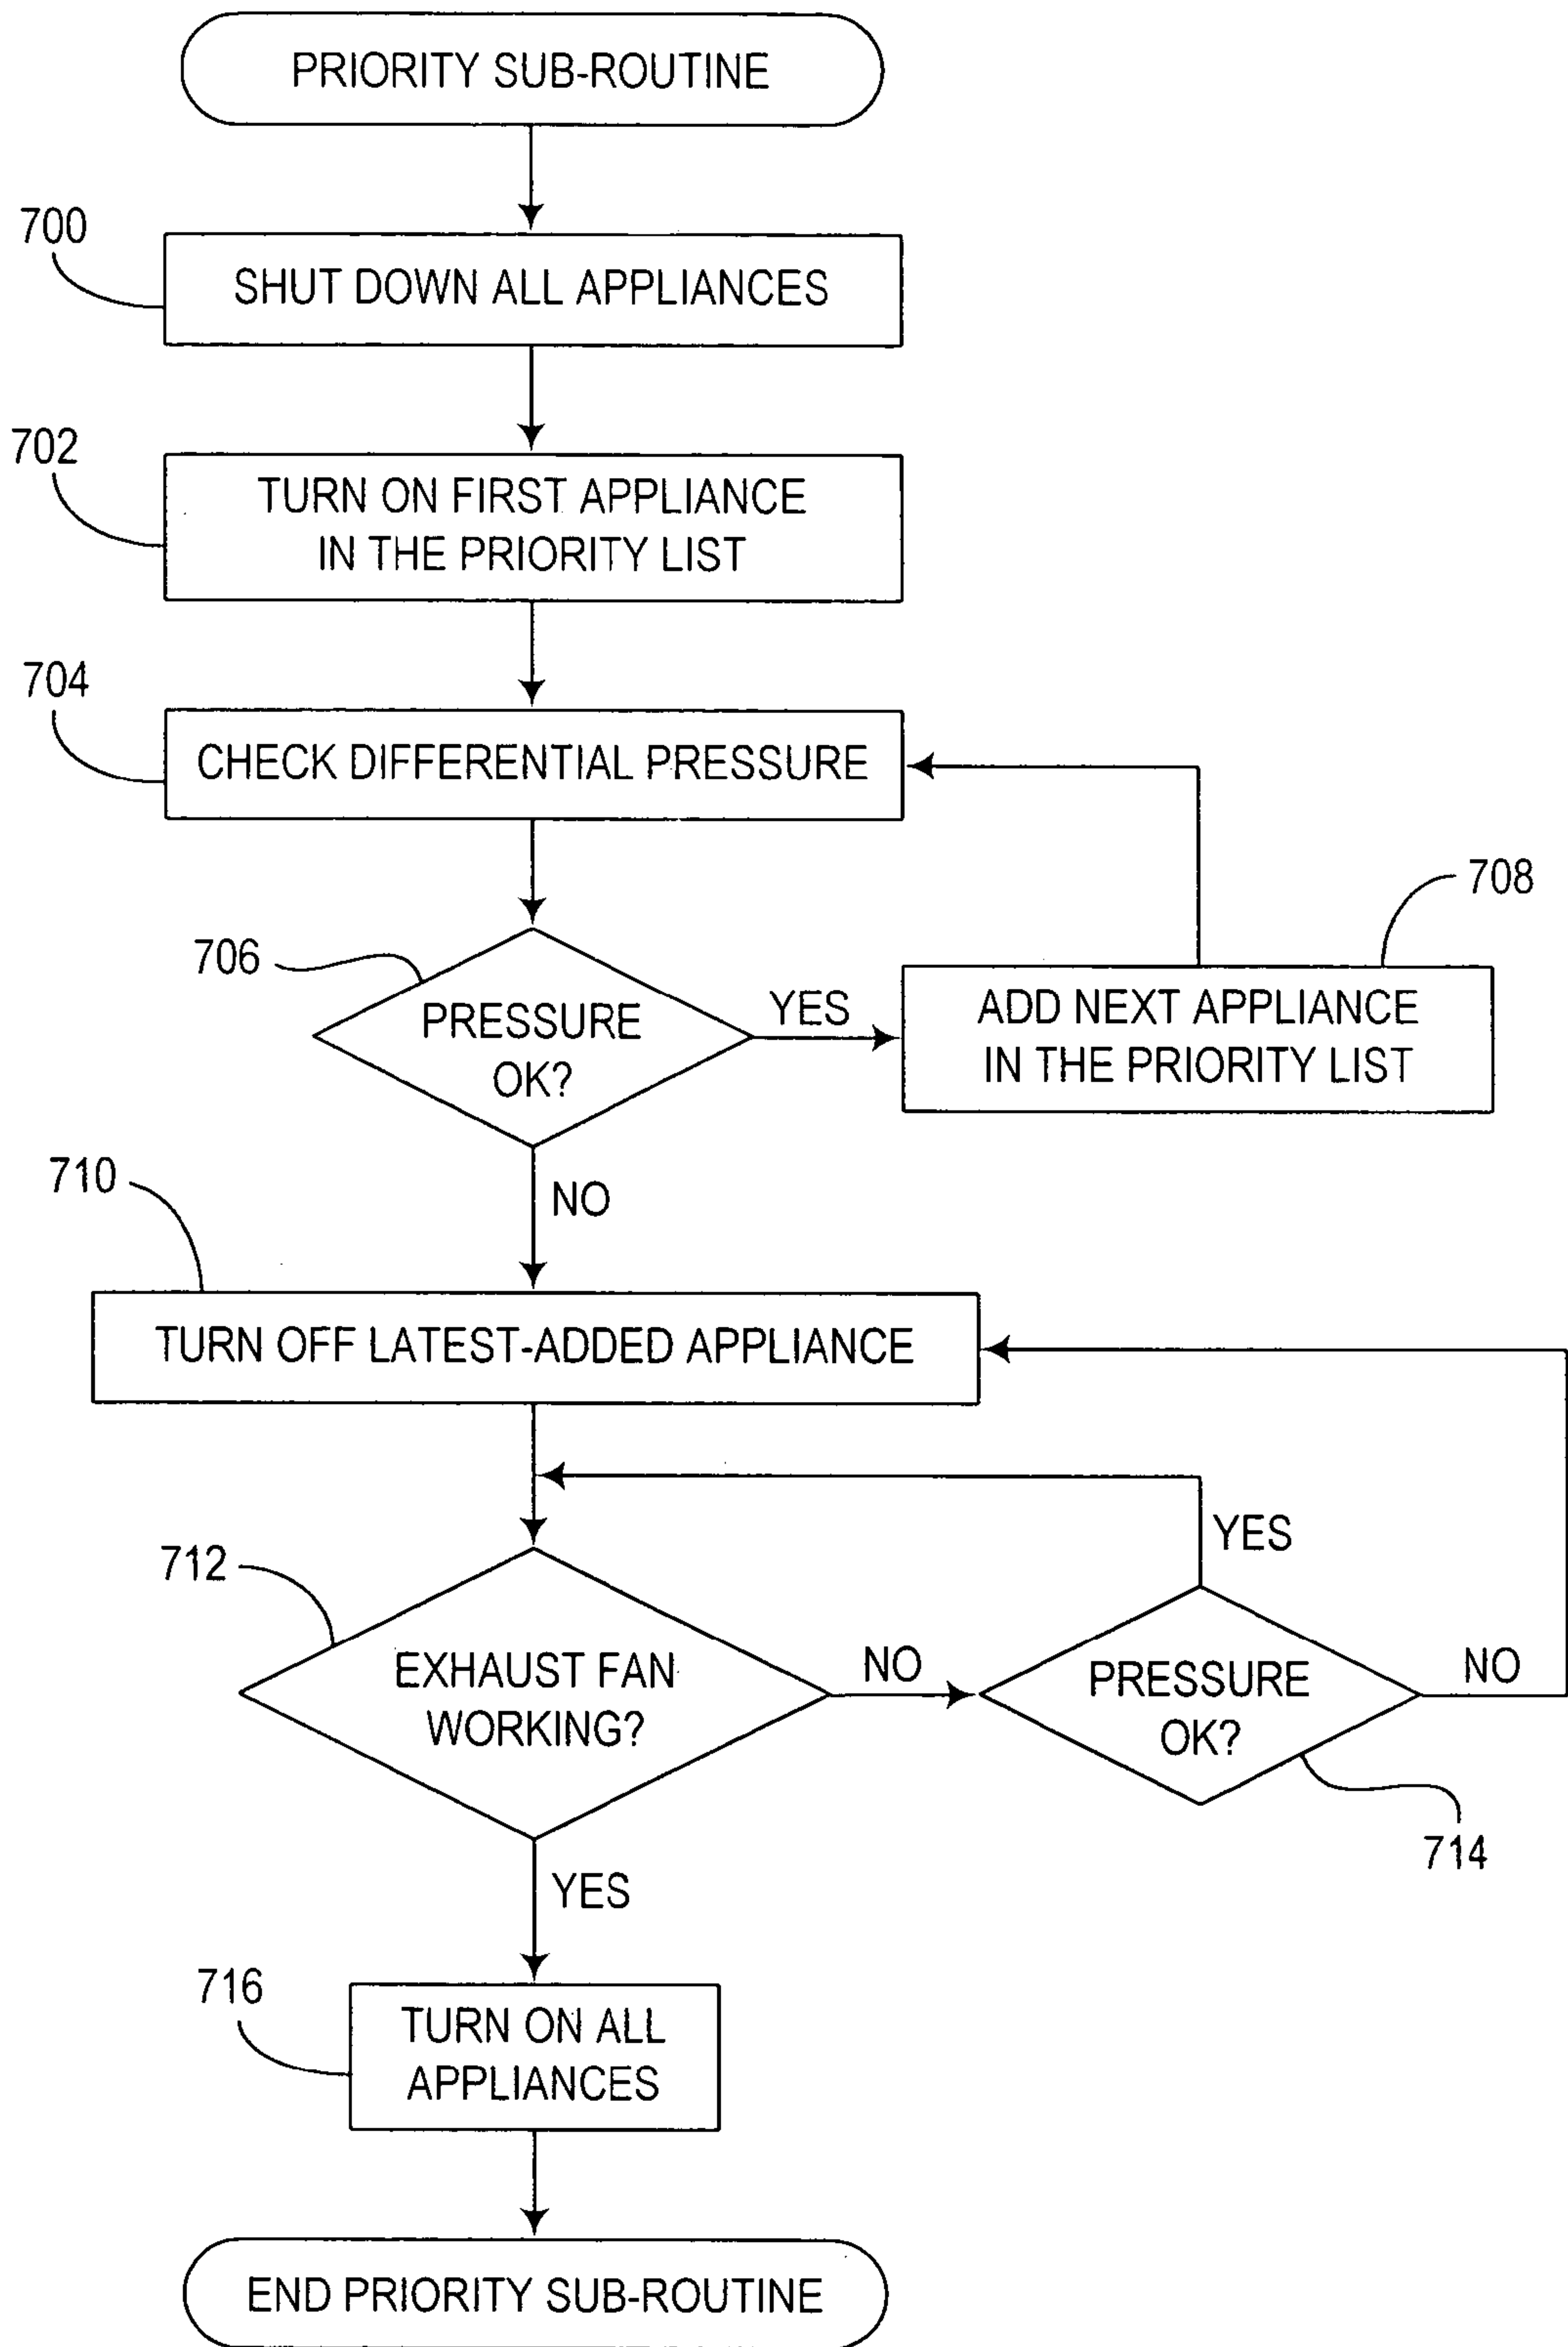 PRIORITY SUB-ROUTINE
700
SHUT DOWN ALL APPLIANCES
702
TURN ON FIRST APPLIANCE
IN THE PRIORITY LIST
704
CHECK DIFFERENTIAL PRESSURE
706
PRESSURE
OK?
YES
708
ADD NEXT APPLIANCE
IN THE PRIORITY LIST
NO
710
TURN OFF LATEST-ADDED APPLIANCE
712
EXHAUST FAN
WORKING?
NO
PRESSURE
OK?
YES
NO
714
YES
716
TURN ON ALL
APPLIANCES
END PRIORITY SUB-ROUTINE